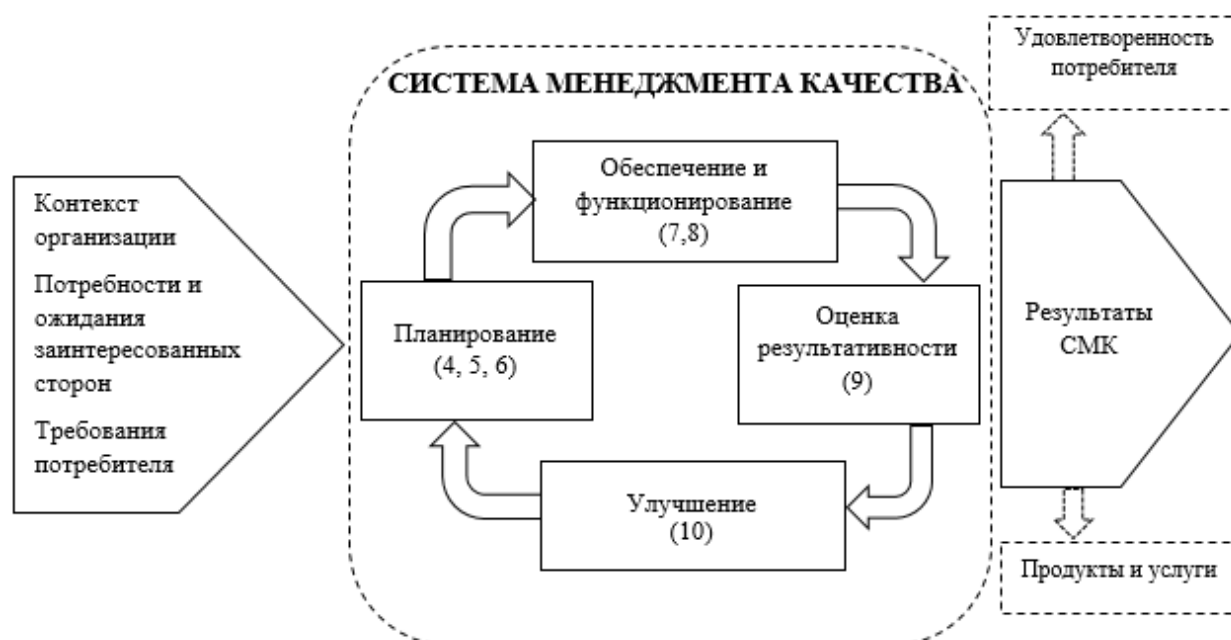 Контекст
организации
Потребности и
ожидания
заинтересованных
сторон
Требования
потребителя
СИСТЕМА МЕНЕДЖМЕНТА КАЧЕСТВА
Обеспечение и
функционирование
(7,8)
Планирование
(4, 5, 6)
Оценка
результативности
(9)
Улучшение
(10)
Удовлетворенность
потребителя
Результаты
СМК
Продукты и услуги